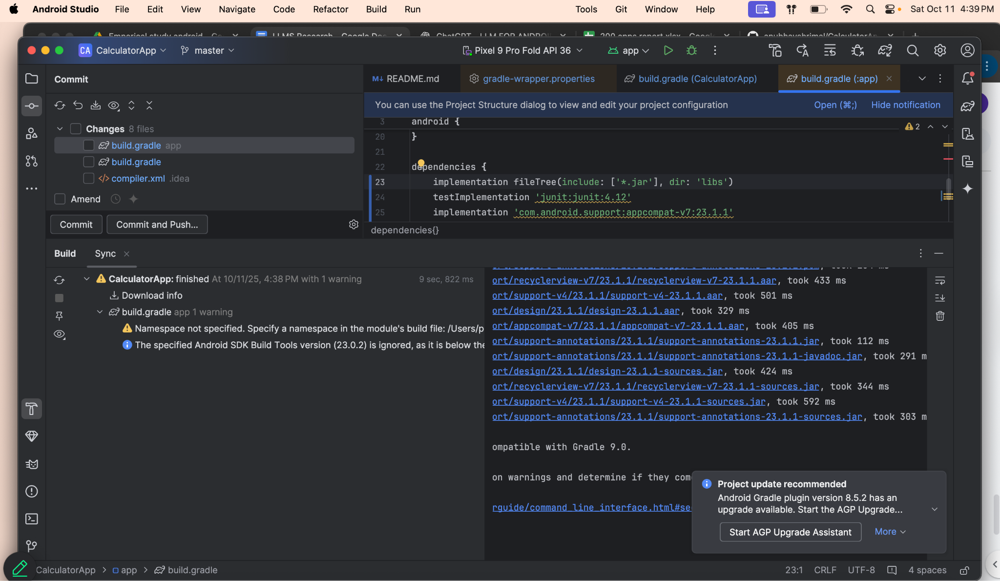 Android Studio File Edit View Navigate Code Refactor Build Run Tools Git Window Help Sat Oct 11 4:39 PM
Emperical study android LLMS Research - Google Doc ChatGPT - LLM FOR ANDROI 200 apps report.xlsx - Google anubhavshrimal/CalculatorAp
CA CalculatorApp master Pixel 9 Pro Fold API 36 app
Commit
README.md gradle-wrapper.properties build.gradle (CalculatorApp) build.gradle (:app)
You can use the Project Structure dialog to view and edit your project configuration Open (⌘;) Hide notification
Changes 8 files
build.gradle app
build.gradle
compiler.xml .idea
Amend
Commit Commit and Push...
3 android {
2
20 }
21
22 dependencies {
23 implementation fileTree(include: ['*.jar'], dir: 'libs')
24 testImplementation 'junit:junit:4.12'
25 implementation 'com.android.support:appcompat-v7:23.1.1'
dependencies{}
Build Sync
CalculatorApp: finished At 10/11/25, 4:38 PM with 1 warning 9 sec, 822 ms
Download info
build.gradle app 1 warning
Namespace not specified. Specify a namespace in the module's build file: /Users/p
The specified Android SDK Build Tools version (23.0.2) is ignored, as it is below the
ort/recyclerview-v7/23.1.1/recyclerview-v7-23.1.1.aar, took 433 ms
ort/support-v4/23.1.1/support-v4-23.1.1.aar, took 501 ms
ort/design/23.1.1/design-23.1.1.aar, took 329 ms
ort/appcompat-v7/23.1.1/appcompat-v7-23.1.1.aar, took 405 ms
ort/support-annotations/23.1.1/support-annotations-23.1.1.jar, took 112 ms
ort/support-annotations/23.1.1/support-annotations-23.1.1-javadoc.jar, took 291 m
ort/design/23.1.1/design-23.1.1-sources.jar, took 424 ms
ort/recyclerview-v7/23.1.1/recyclerview-v7-23.1.1-sources.jar, took 344 ms
ort/support-v4/23.1.1/support-v4-23.1.1-sources.jar, took 592 ms
ort/support-annotations/23.1.1/support-annotations-23.1.1-sources.jar, took 303 m
ompatible with Gradle 9.0.
on warnings and determine if they com
rguide/command_line_interface.html#se
Project update recommended
Android Gradle plugin version 8.5.2 has an
upgrade available. Start the AGP Upgrade...
Start AGP Upgrade Assistant More
CalculatorApp > app > build.gradle
23:1 CRLF UTF-8 4 spaces